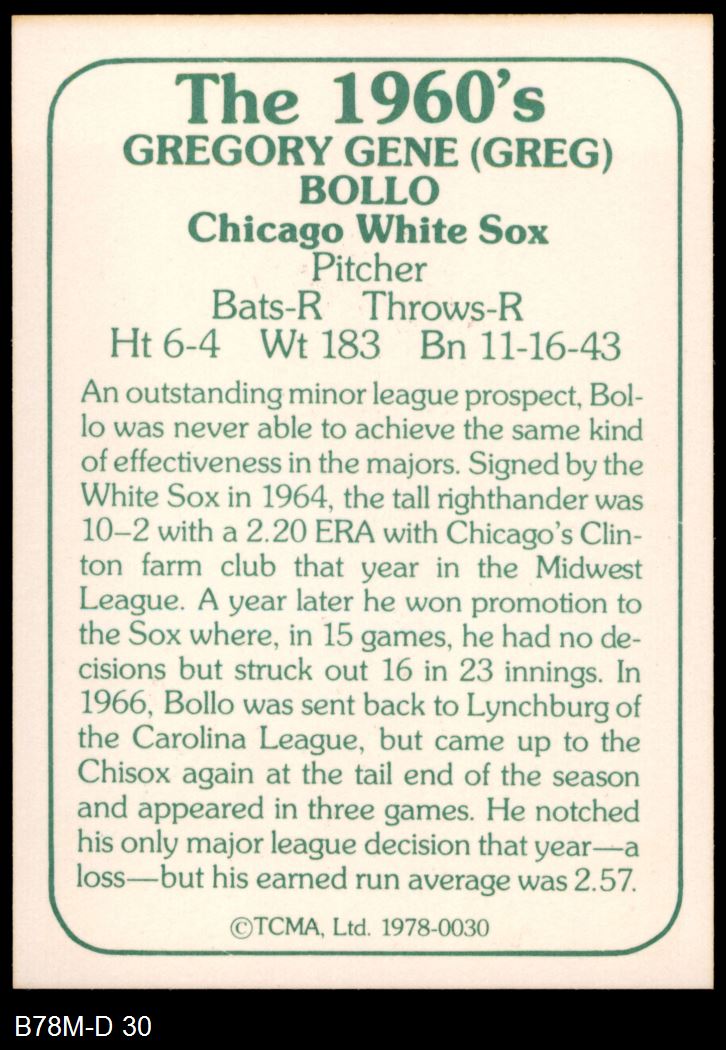 The 1960's
GREGORY GENE (GREG)
BOLLO
Chicago White Sox
Pitcher
Bats-R Throws-R
Ht 6-4 Wt 183 Bn 11-16-43
An outstanding minor league prospect, Bol-
lo was never able to achieve the same kind
of effectiveness in the majors. Signed by the
White Sox in 1964, the tall righthander was
10–2 with a 2.20 ERA with Chicago's Clin-
ton farm club that year in the Midwest
League. A year later he won promotion to
the Sox where, in 15 games, he had no de-
cisions but struck out 16 in 23 innings. In
1966, Bollo was sent back to Lynchburg of
the Carolina League, but came up to the
Chisox again at the tail end of the season
and appeared in three games. He notched
his only major league decision that year—a
loss—but his earned run average was 2.57.
©TCMA, Ltd. 1978-0030
B78M-D 30